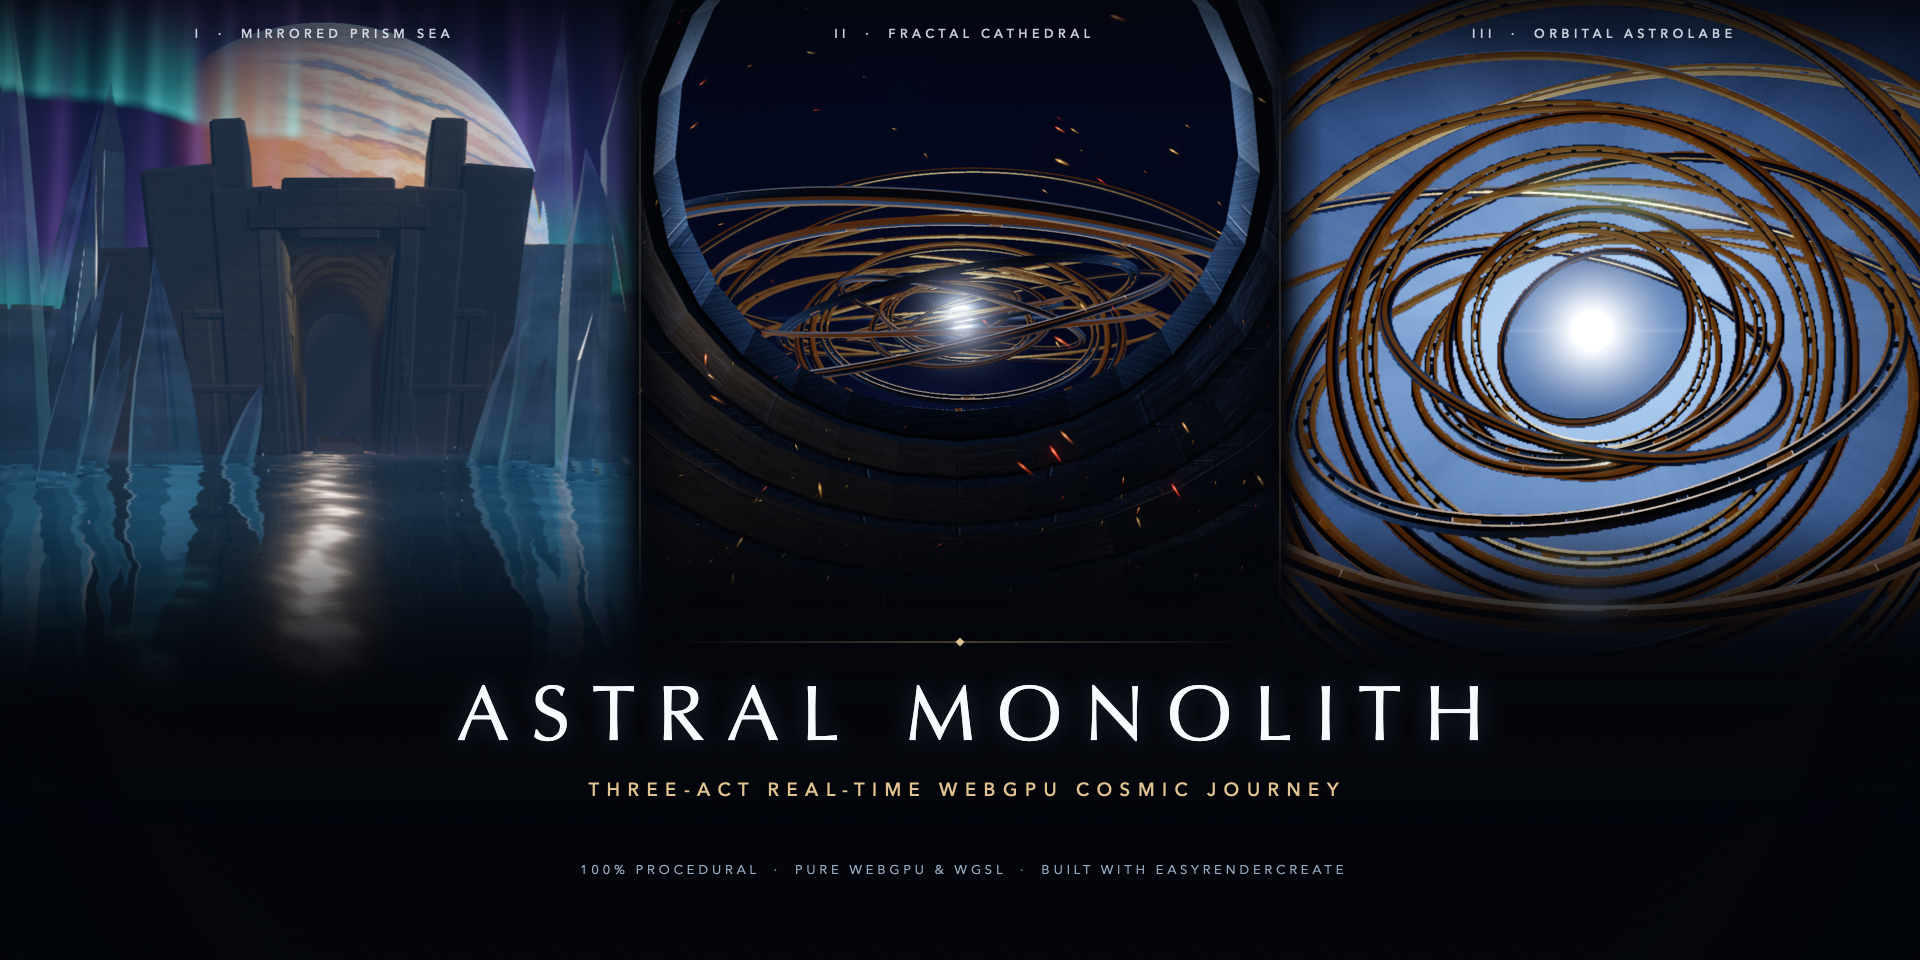 I · MIRRORED PRISM SEA
II · FRACTAL CATHEDRAL
III · ORBITAL ASTROLABE
ASTRAL MONOLITH
THREE-ACT REAL-TIME WEBGPU COSMIC JOURNEY
100% PROCEDURAL · PURE WEBGPU & WGSL · BUILT WITH EASYRENDERCREATE